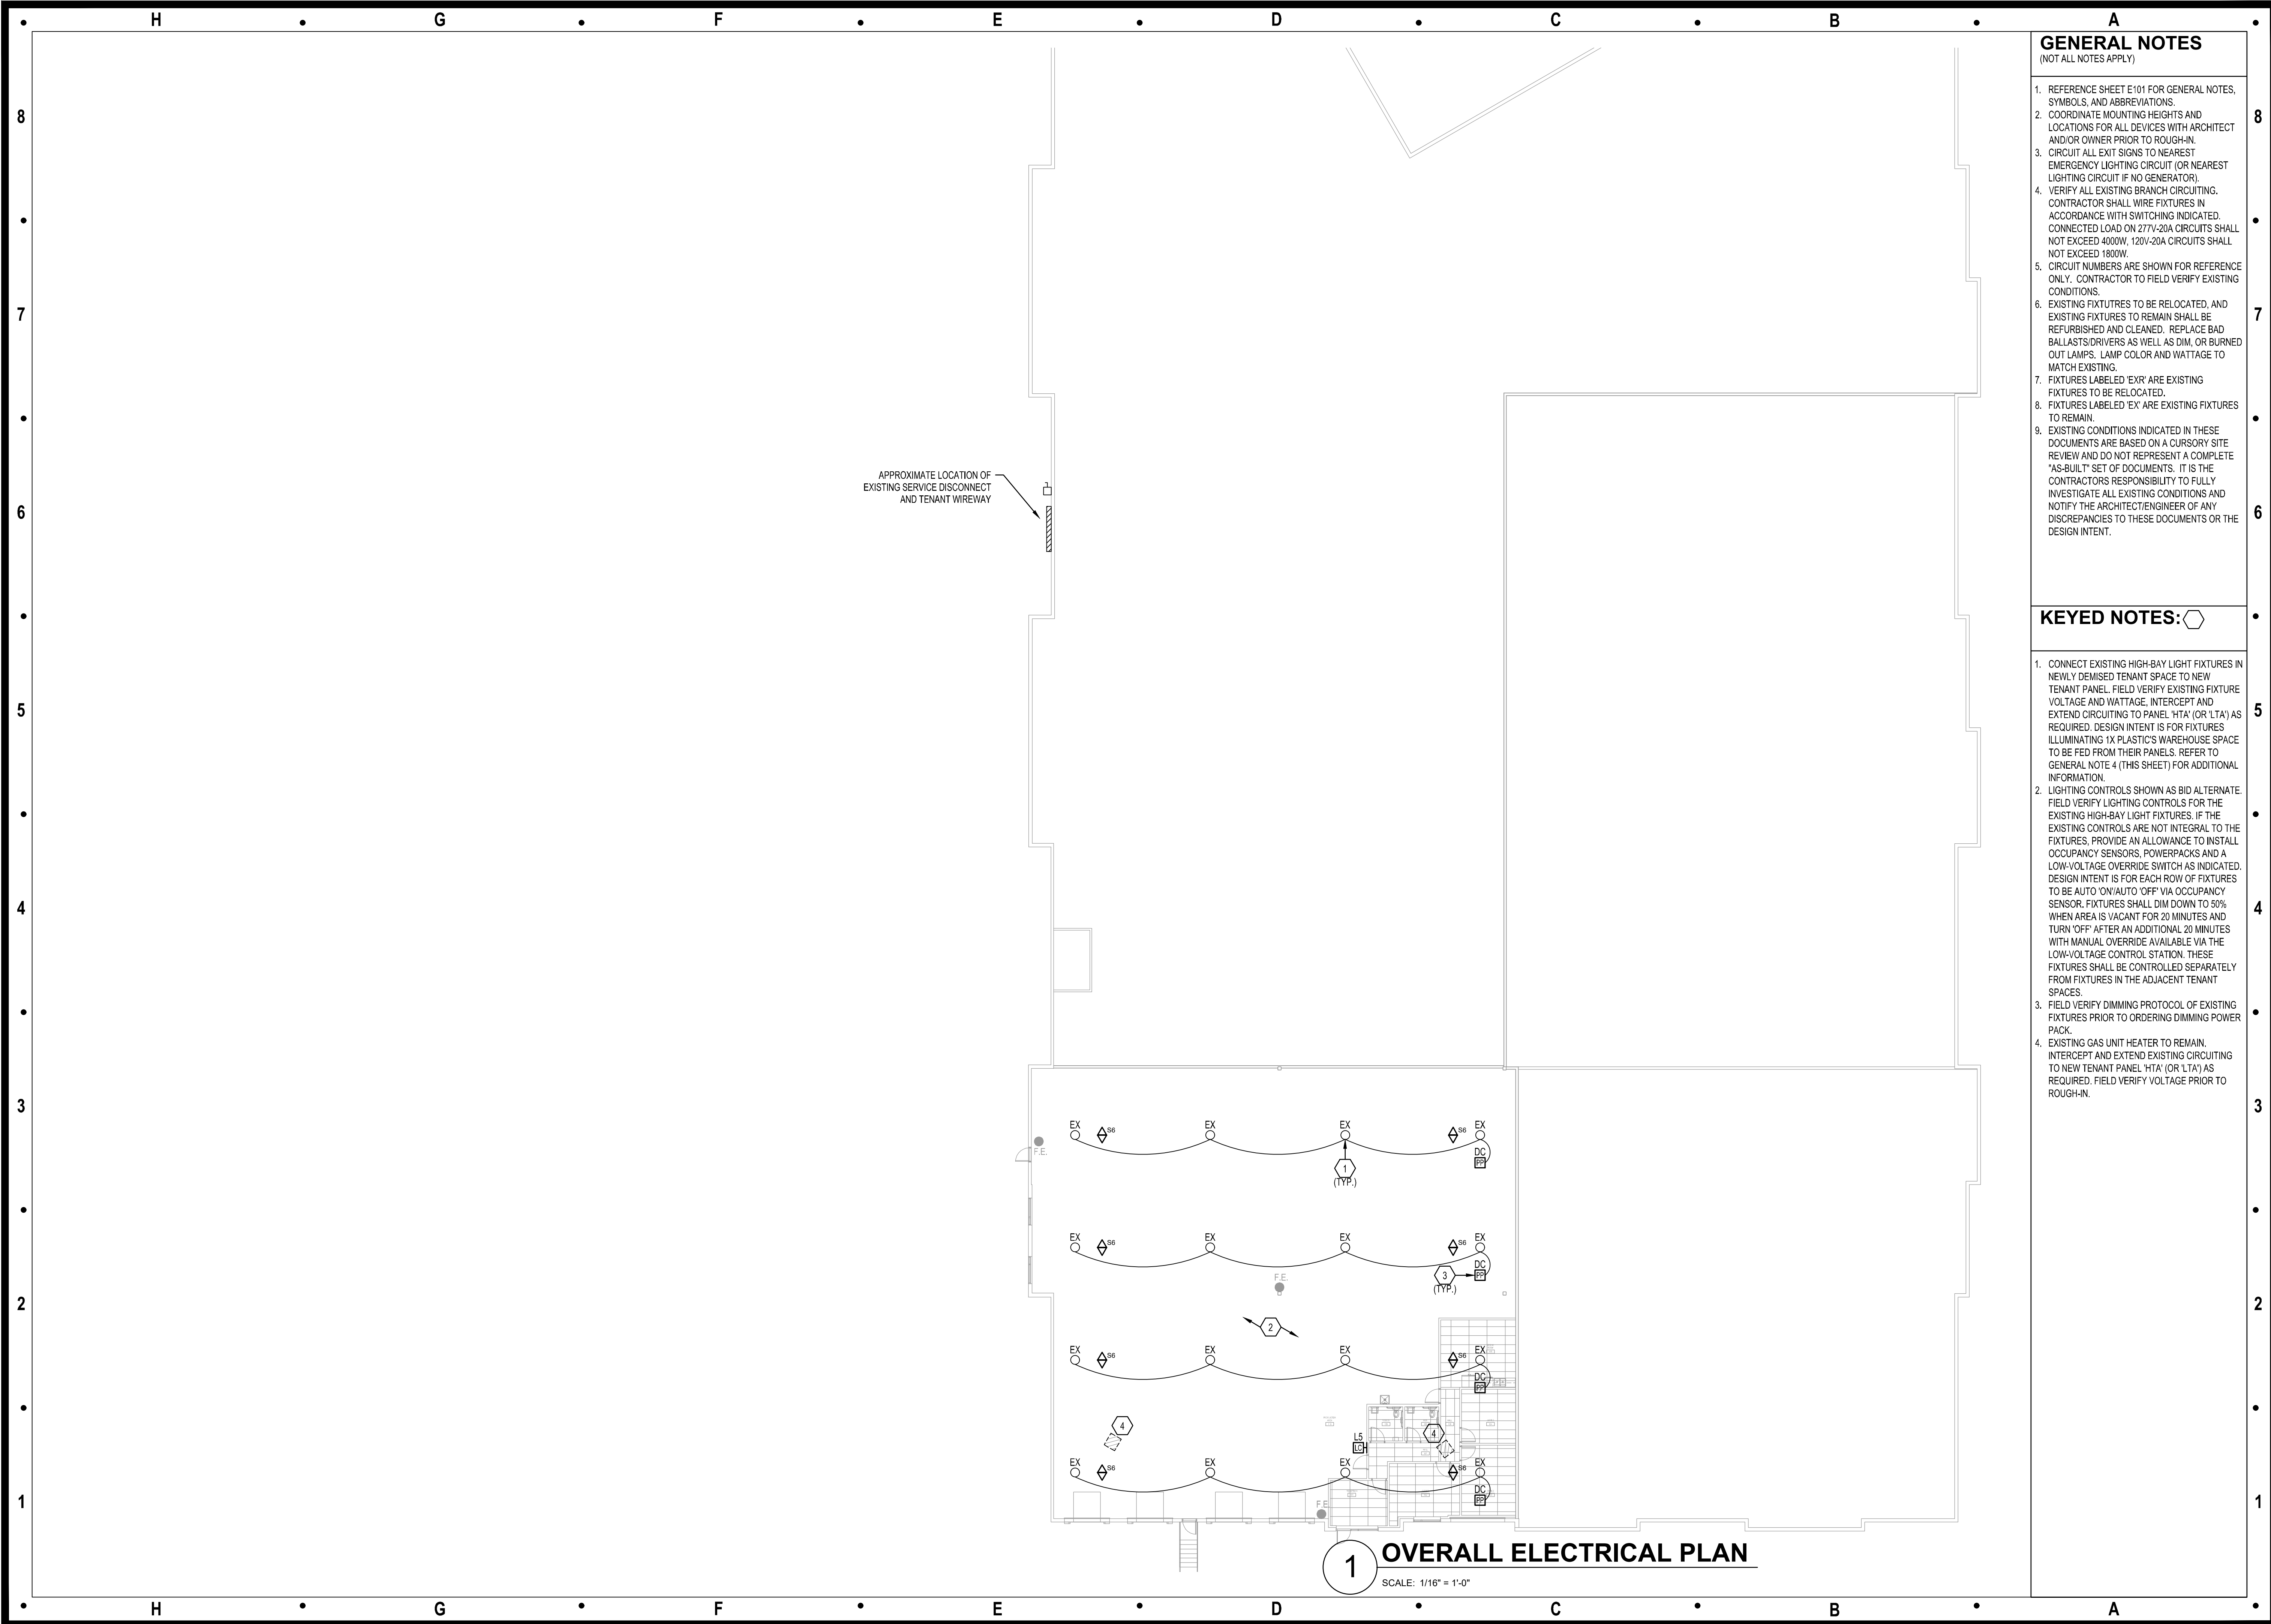 H G F E D C B A
GENERAL NOTES
(NOT ALL NOTES APPLY)
1. REFERENCE SHEET E101 FOR GENERAL NOTES,
SYMBOLS, AND ABBREVIATIONS.
2. COORDINATE MOUNTING HEIGHTS AND
LOCATIONS FOR ALL DEVICES WITH ARCHITECT
AND/OR OWNER PRIOR TO ROUGH-IN.
3. CIRCUIT ALL EXIT SIGNS TO NEAREST
EMERGENCY LIGHTING CIRCUIT (OR NEAREST
LIGHTING CIRCUIT IF NO GENERATOR).
4. VERIFY ALL EXISTING BRANCH CIRCUITING.
CONTRACTOR SHALL WIRE FIXTURES IN
ACCORDANCE WITH SWITCHING INDICATED.
CONNECTED LOAD ON 277V-20A CIRCUITS SHALL
NOT EXCEED 4000W, 120V-20A CIRCUITS SHALL
NOT EXCEED 1800W.
5. CIRCUIT NUMBERS ARE SHOWN FOR REFERENCE
ONLY. CONTRACTOR TO FIELD VERIFY EXISTING
CONDITIONS.
6. EXISTING FIXTUTRES TO BE RELOCATED, AND
EXISTING FIXTURES TO REMAIN SHALL BE
REFURBISHED AND CLEANED. REPLACE BAD
BALLASTS/DRIVERS AS WELL AS DIM, OR BURNED
OUT LAMPS. LAMP COLOR AND WATTAGE TO
MATCH EXISTING.
7. FIXTURES LABELED 'EXR' ARE EXISTING
FIXTURES TO BE RELOCATED.
8. FIXTURES LABELED 'EX' ARE EXISTING FIXTURES
TO REMAIN.
9. EXISTING CONDITIONS INDICATED IN THESE
DOCUMENTS ARE BASED ON A CURSORY SITE
REVIEW AND DO NOT REPRESENT A COMPLETE
"AS-BUILT" SET OF DOCUMENTS. IT IS THE
CONTRACTORS RESPONSIBILITY TO FULLY
INVESTIGATE ALL EXISTING CONDITIONS AND
NOTIFY THE ARCHITECT/ENGINEER OF ANY
DISCREPANCIES TO THESE DOCUMENTS OR THE
DESIGN INTENT.
KEYED NOTES:
1. CONNECT EXISTING HIGH-BAY LIGHT FIXTURES IN
NEWLY DEMISED TENANT SPACE TO NEW
TENANT PANEL. FIELD VERIFY EXISTING FIXTURE
VOLTAGE AND WATTAGE, INTERCEPT AND
EXTEND CIRCUITING TO PANEL 'HTA' (OR 'LTA') AS
REQUIRED. DESIGN INTENT IS FOR FIXTURES
ILLUMINATING 1X PLASTIC'S WAREHOUSE SPACE
TO BE FED FROM THEIR PANELS. REFER TO
GENERAL NOTE 4 (THIS SHEET) FOR ADDITIONAL
INFORMATION.
2. LIGHTING CONTROLS SHOWN AS BID ALTERNATE.
FIELD VERIFY LIGHTING CONTROLS FOR THE
EXISTING HIGH-BAY LIGHT FIXTURES. IF THE
EXISTING CONTROLS ARE NOT INTEGRAL TO THE
FIXTURES, PROVIDE AN ALLOWANCE TO INSTALL
OCCUPANCY SENSORS, POWERPACKS AND A
LOW-VOLTAGE OVERRIDE SWITCH AS INDICATED.
DESIGN INTENT IS FOR EACH ROW OF FIXTURES
TO BE AUTO 'ON'/AUTO 'OFF' VIA OCCUPANCY
SENSOR. FIXTURES SHALL DIM DOWN TO 50%
WHEN AREA IS VACANT FOR 20 MINUTES AND
TURN 'OFF' AFTER AN ADDITIONAL 20 MINUTES
WITH MANUAL OVERRIDE AVAILABLE VIA THE
LOW-VOLTAGE CONTROL STATION. THESE
FIXTURES SHALL BE CONTROLLED SEPARATELY
FROM FIXTURES IN THE ADJACENT TENANT
SPACES.
3. FIELD VERIFY DIMMING PROTOCOL OF EXISTING
FIXTURES PRIOR TO ORDERING DIMMING POWER
PACK.
4. EXISTING GAS UNIT HEATER TO REMAIN.
INTERCEPT AND EXTEND EXISTING CIRCUITING
TO NEW TENANT PANEL 'HTA' (OR 'LTA') AS
REQUIRED. FIELD VERIFY VOLTAGE PRIOR TO
ROUGH-IN.
8 8
7 7
APPROXIMATE LOCATION OF
EXISTING SERVICE DISCONNECT
AND TENANT WIREWAY
6 6
5 5
4 4
3 3
EX S6 EX EX S6 EX
F.E.
DC
PP
1
(TYP.)
EX S6 EX EX S6 EX
DC
PP
3
(TYP.)
F.E.
2 2
2
EX S6 EX EX S6 EX
DC
PP
4 4
L5
LC
EX S6 EX EX S6 EX
DC
PP
F.E.
1 1
1 OVERALL ELECTRICAL PLAN
SCALE: 1/16" = 1'-0"
H G F E D C B A